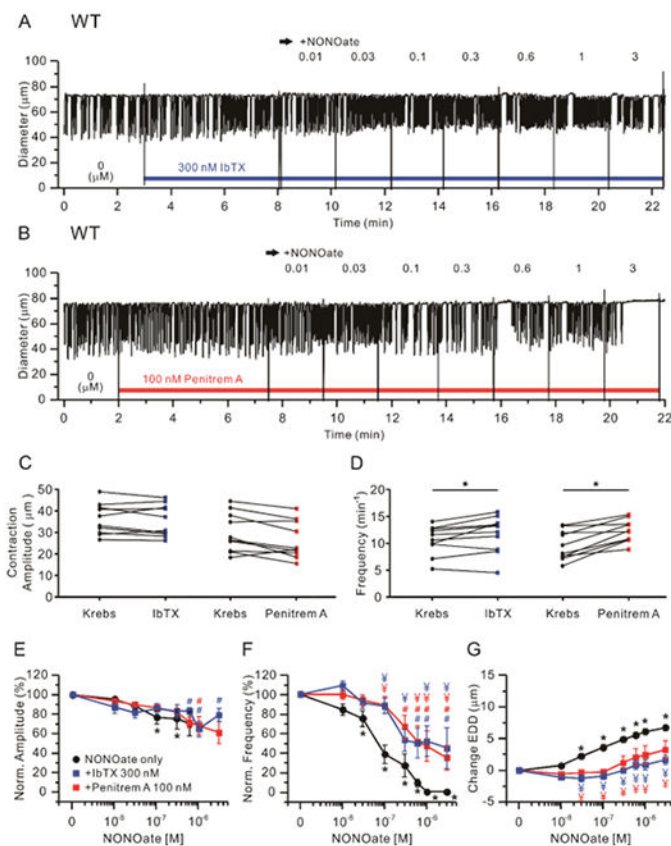 A WT
+NONOate
0.01 0.03 0.1 0.3 0.6 1 3
100
80
60
40
20
0
Diameter (μm)
0
(μM)
300 nM IbTX
0 2 4 6 8 10 12 14 16 18 20 22
Time (min)
B WT
+NONOate
0.01 0.03 0.1 0.3 0.6 1 3
100
80
60
40
20
0
Diameter (μm)
0
(μM)
100 nM Penitrem A
0 2 4 6 8 10 12 14 16 18 20 22
Time (min)
C
Contraction
Amplitude (μm)
50
40
30
20
10
0
Krebs IbTX Krebs Penitrem A
D
Frequency (min-1)
20
15
10
5
0
* *
Krebs IbTX Krebs Penitrem A
E
Norm. Amplitude (%)
120
100
80
60
40
20
0
* * # # # #
NONOate only
+IbTX 300 nM
+Penitrem A 100 nM
0 10-8 10-7 10-6
NONOate [M]
F
Norm. Frequency (%)
120
100
80
60
40
20
0
0 10-8 10-7 10-6
NONOate [M]
G
Change EDD (μm)
15
10
5
0
-5
0 10-8 10-7 10-6
NONOate [M]